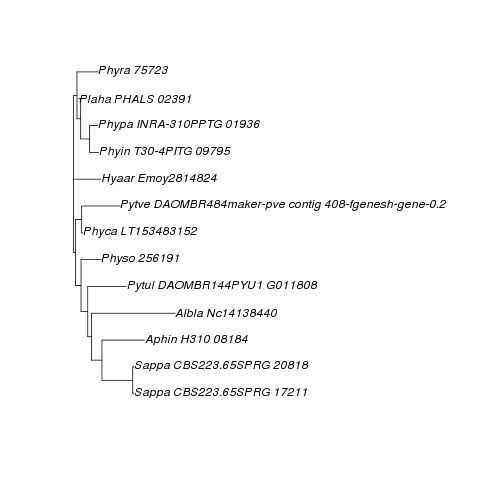 Phyra 75723
Plaha PHALS 02391
Phypa INRA-310PPTG 01936
Phyin T30-4PITG 09795
Hyaar Emoy2814824
Pytve DAOMBR484maker-pve contig 408-fgenesh-gene-0.2
Phyca LT153483152
Physo 256191
Pytul DAOMBR144PYU1 G011808
Albla Nc14138440
Aphin H310 08184
Sappa CBS223.65SPRG 20818
Sappa CBS223.65SPRG 17211